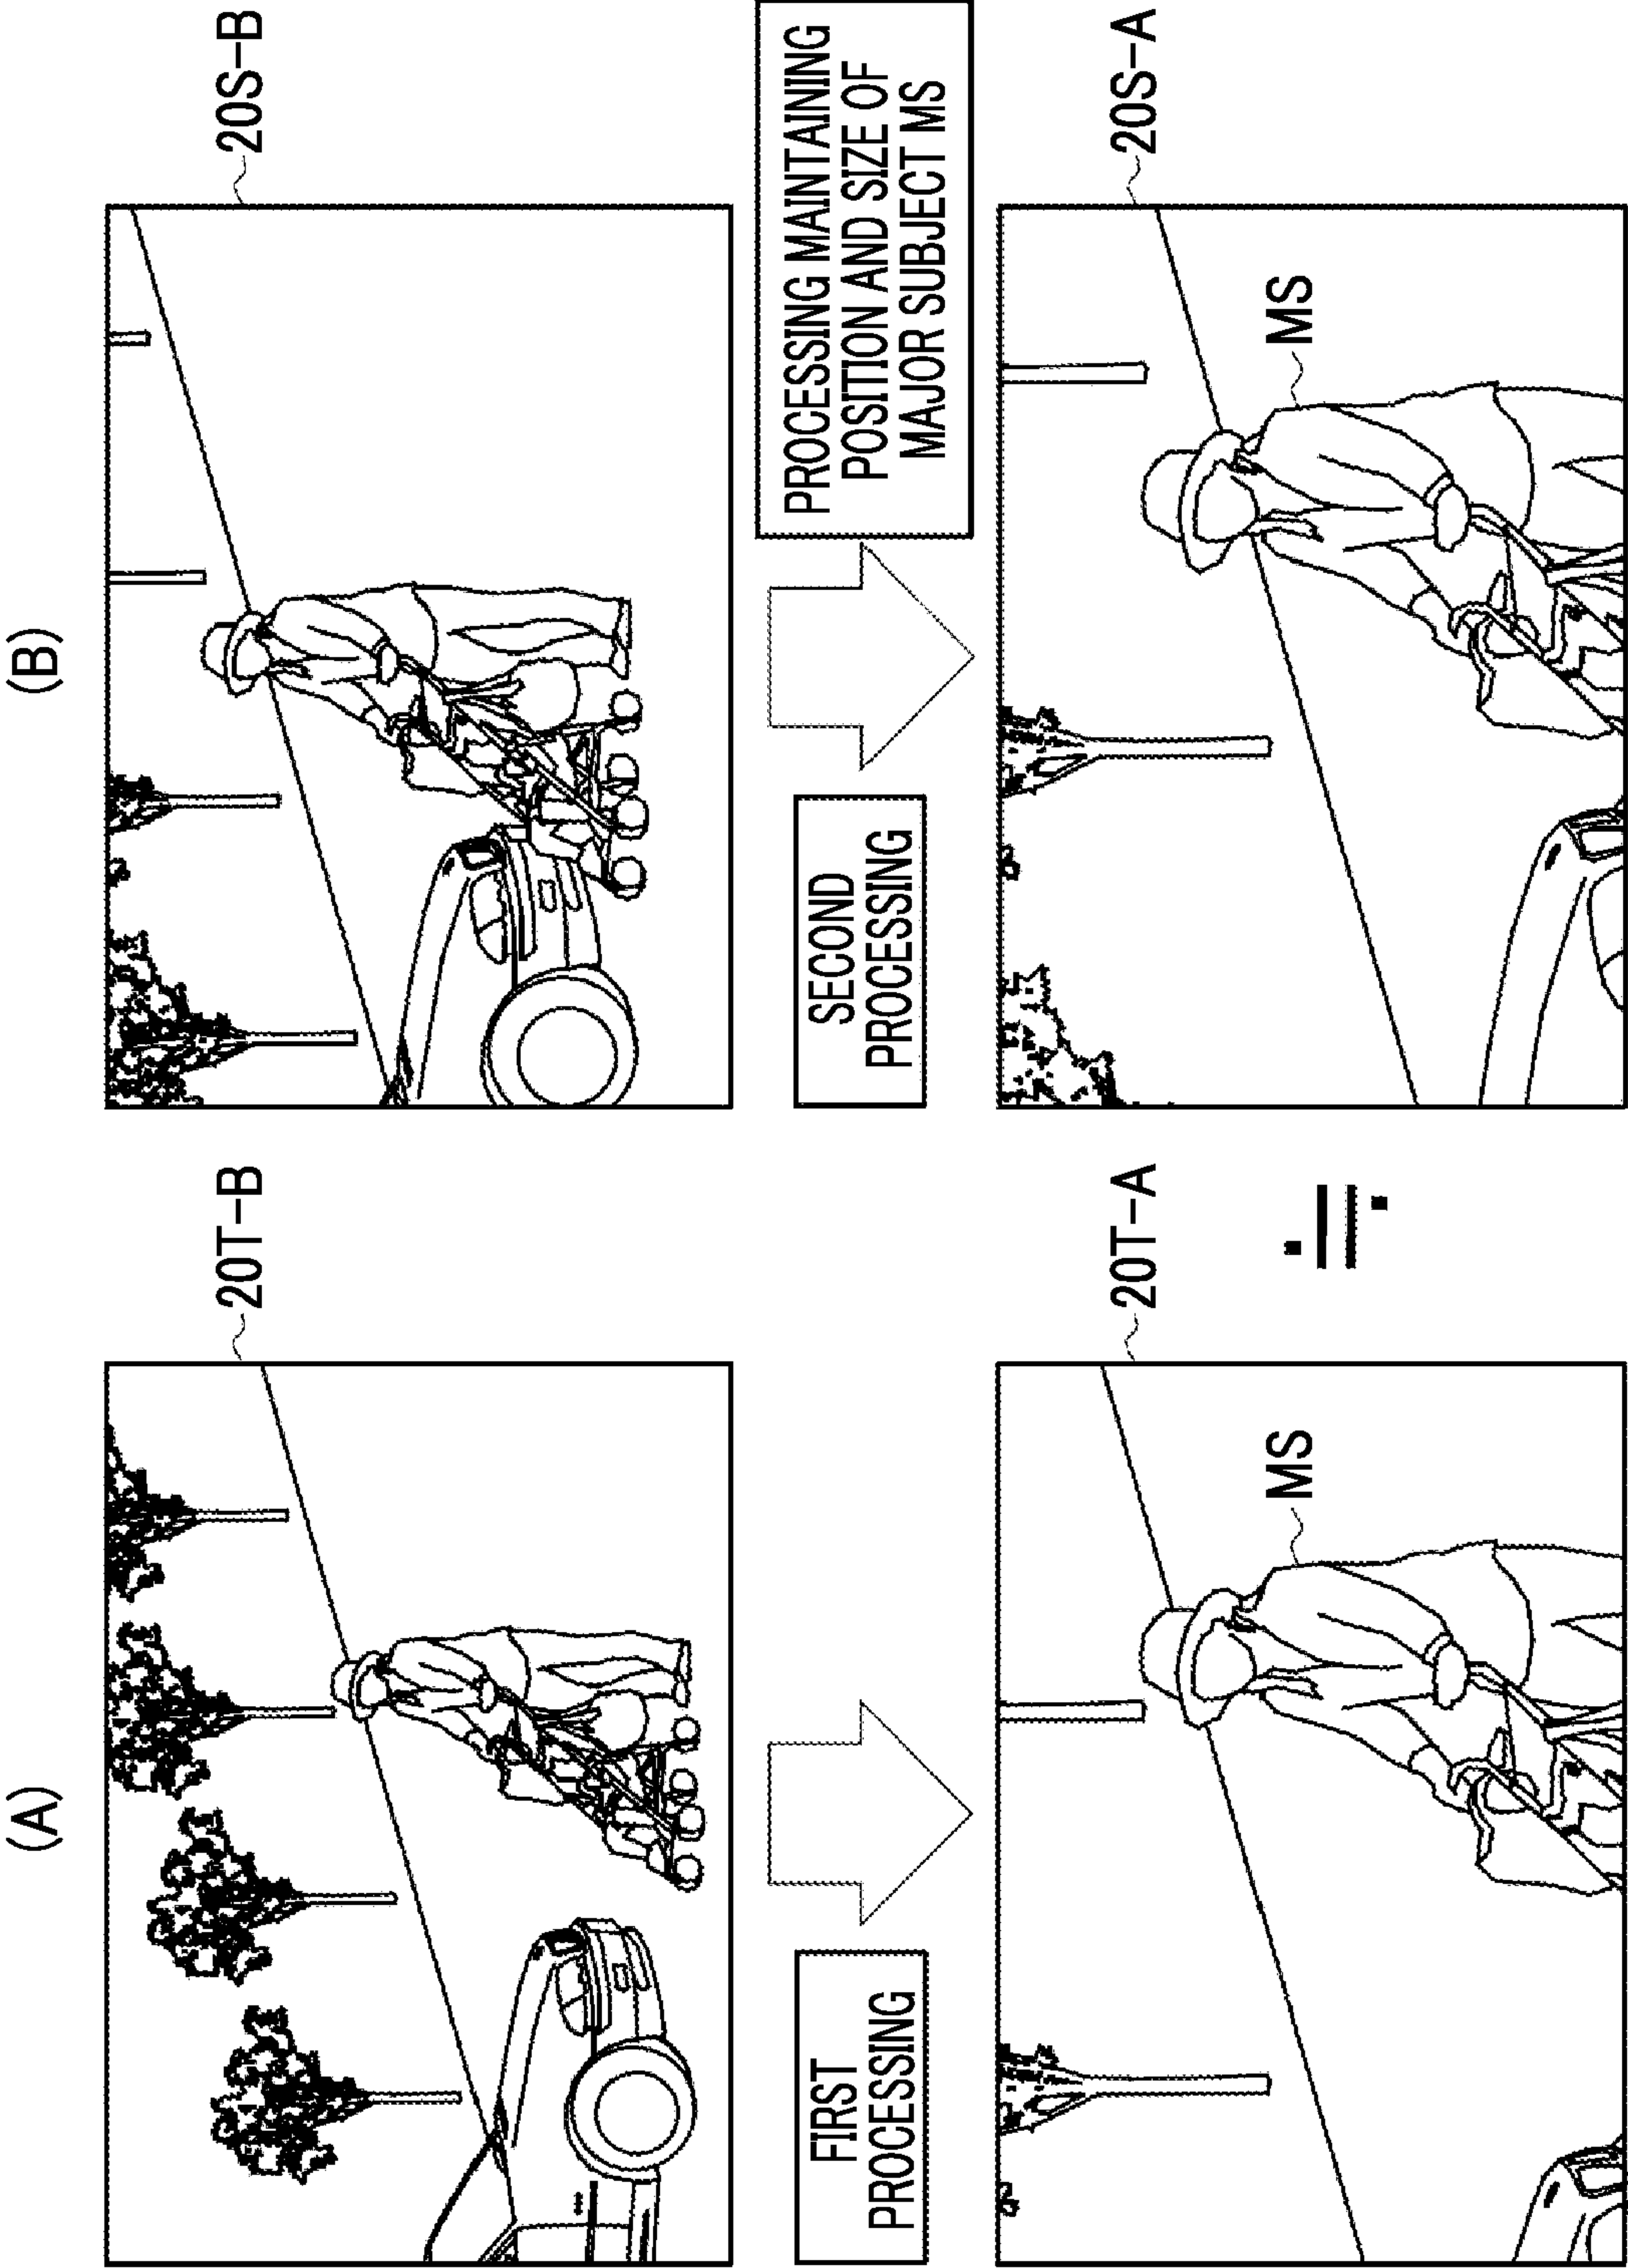 (A)
20T-B
FIRST
PROCESSING
20T-A
MS
(B)
20S-B
SECOND
PROCESSING
PROCESSING MAINTAINING
POSITION AND SIZE OF
MAJOR SUBJECT MS
20S-A
MS